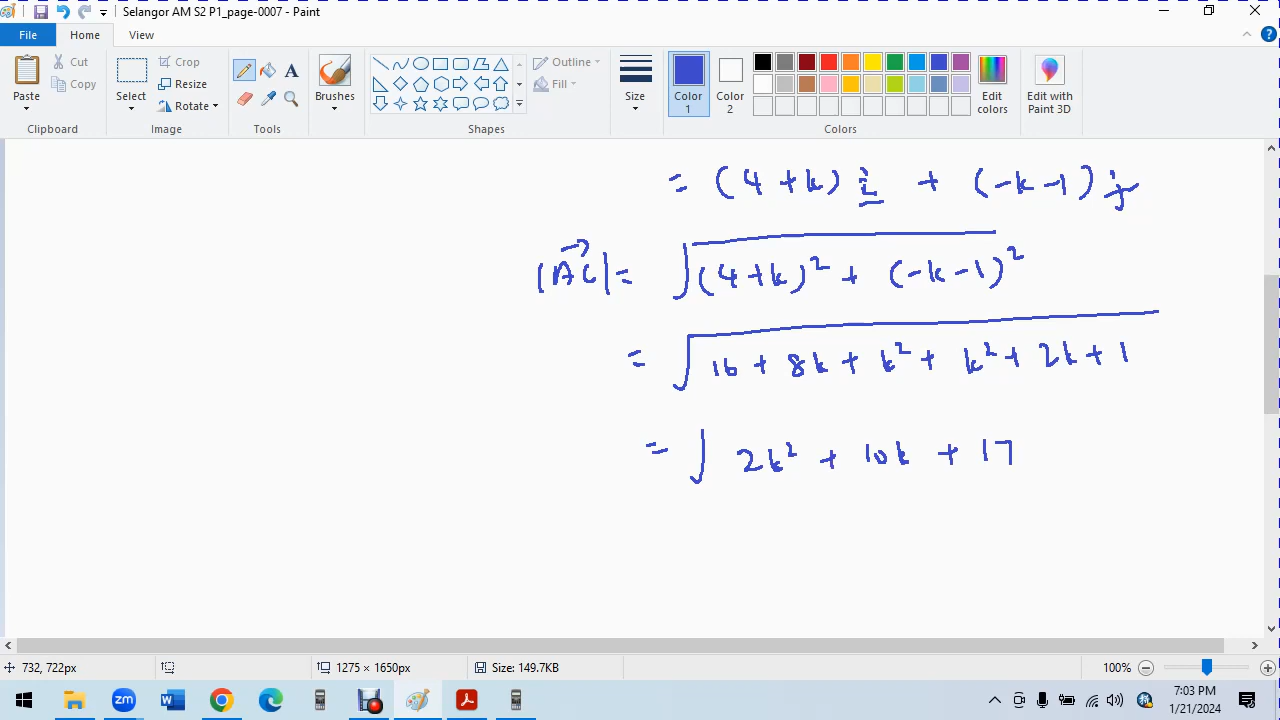 Selangor AM S2 P1_page-0007 - Paint
File Home View
Paste Cut Copy Clipboard
Select Crop Resize Rotate Image
Tools
Brushes
Outline Fill Shapes
Size
Color 1 Color 2 Edit colors Colors
Edit with Paint 3D
= (4 + k) i + (-k - 1) j
|AC| = √(4+k)² + (-k-1)²
= √16 + 8k + k² + k² + 2k + 1
= √ 2k² + 10k + 17
732, 722px 1275 × 1650px Size: 149.7KB 100%
zm 7:03 PM
1/21/2024